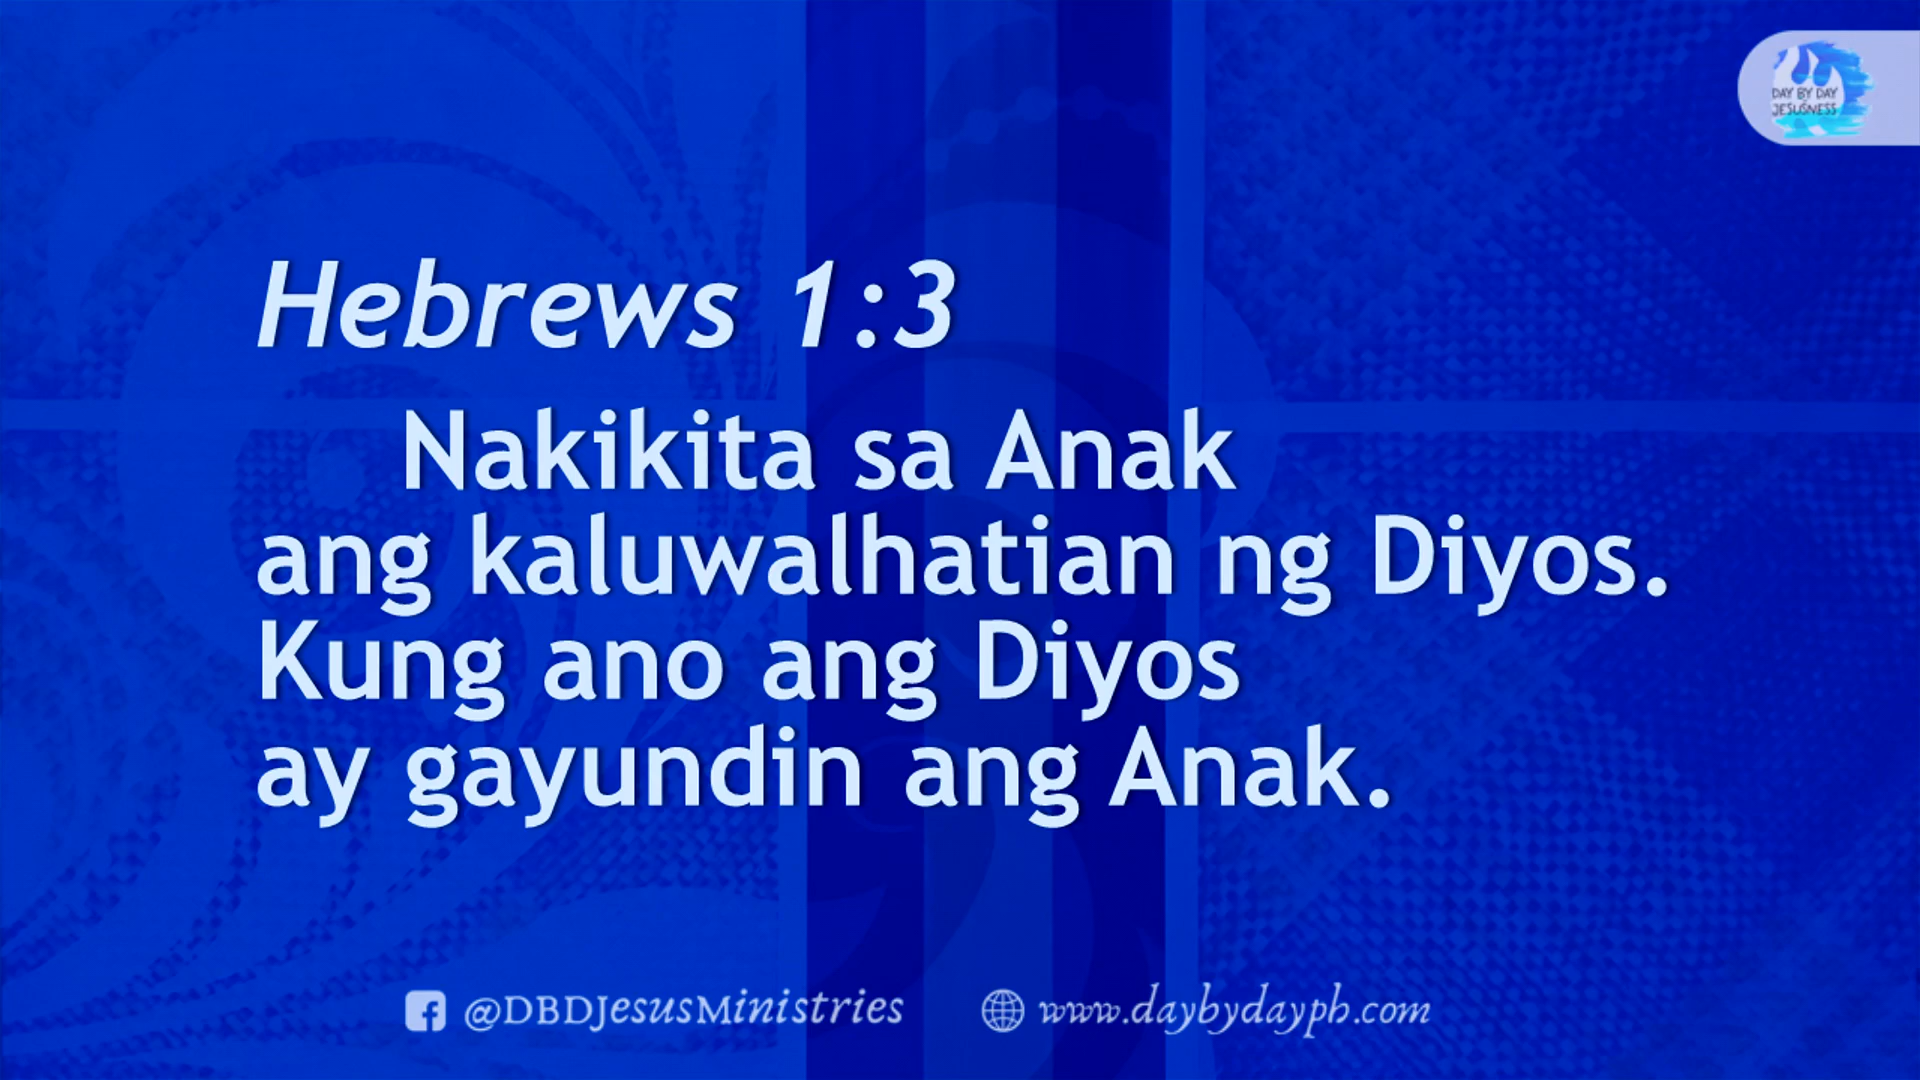 DAY BY DAY
JESUSNESS
Hebrews 1:3
Nakikita sa Anak
ang kaluwalhatian ng Diyos.
Kung ano ang Diyos
ay gayundin ang Anak.
@DBDJesusMinistries
www.daybydayph.com